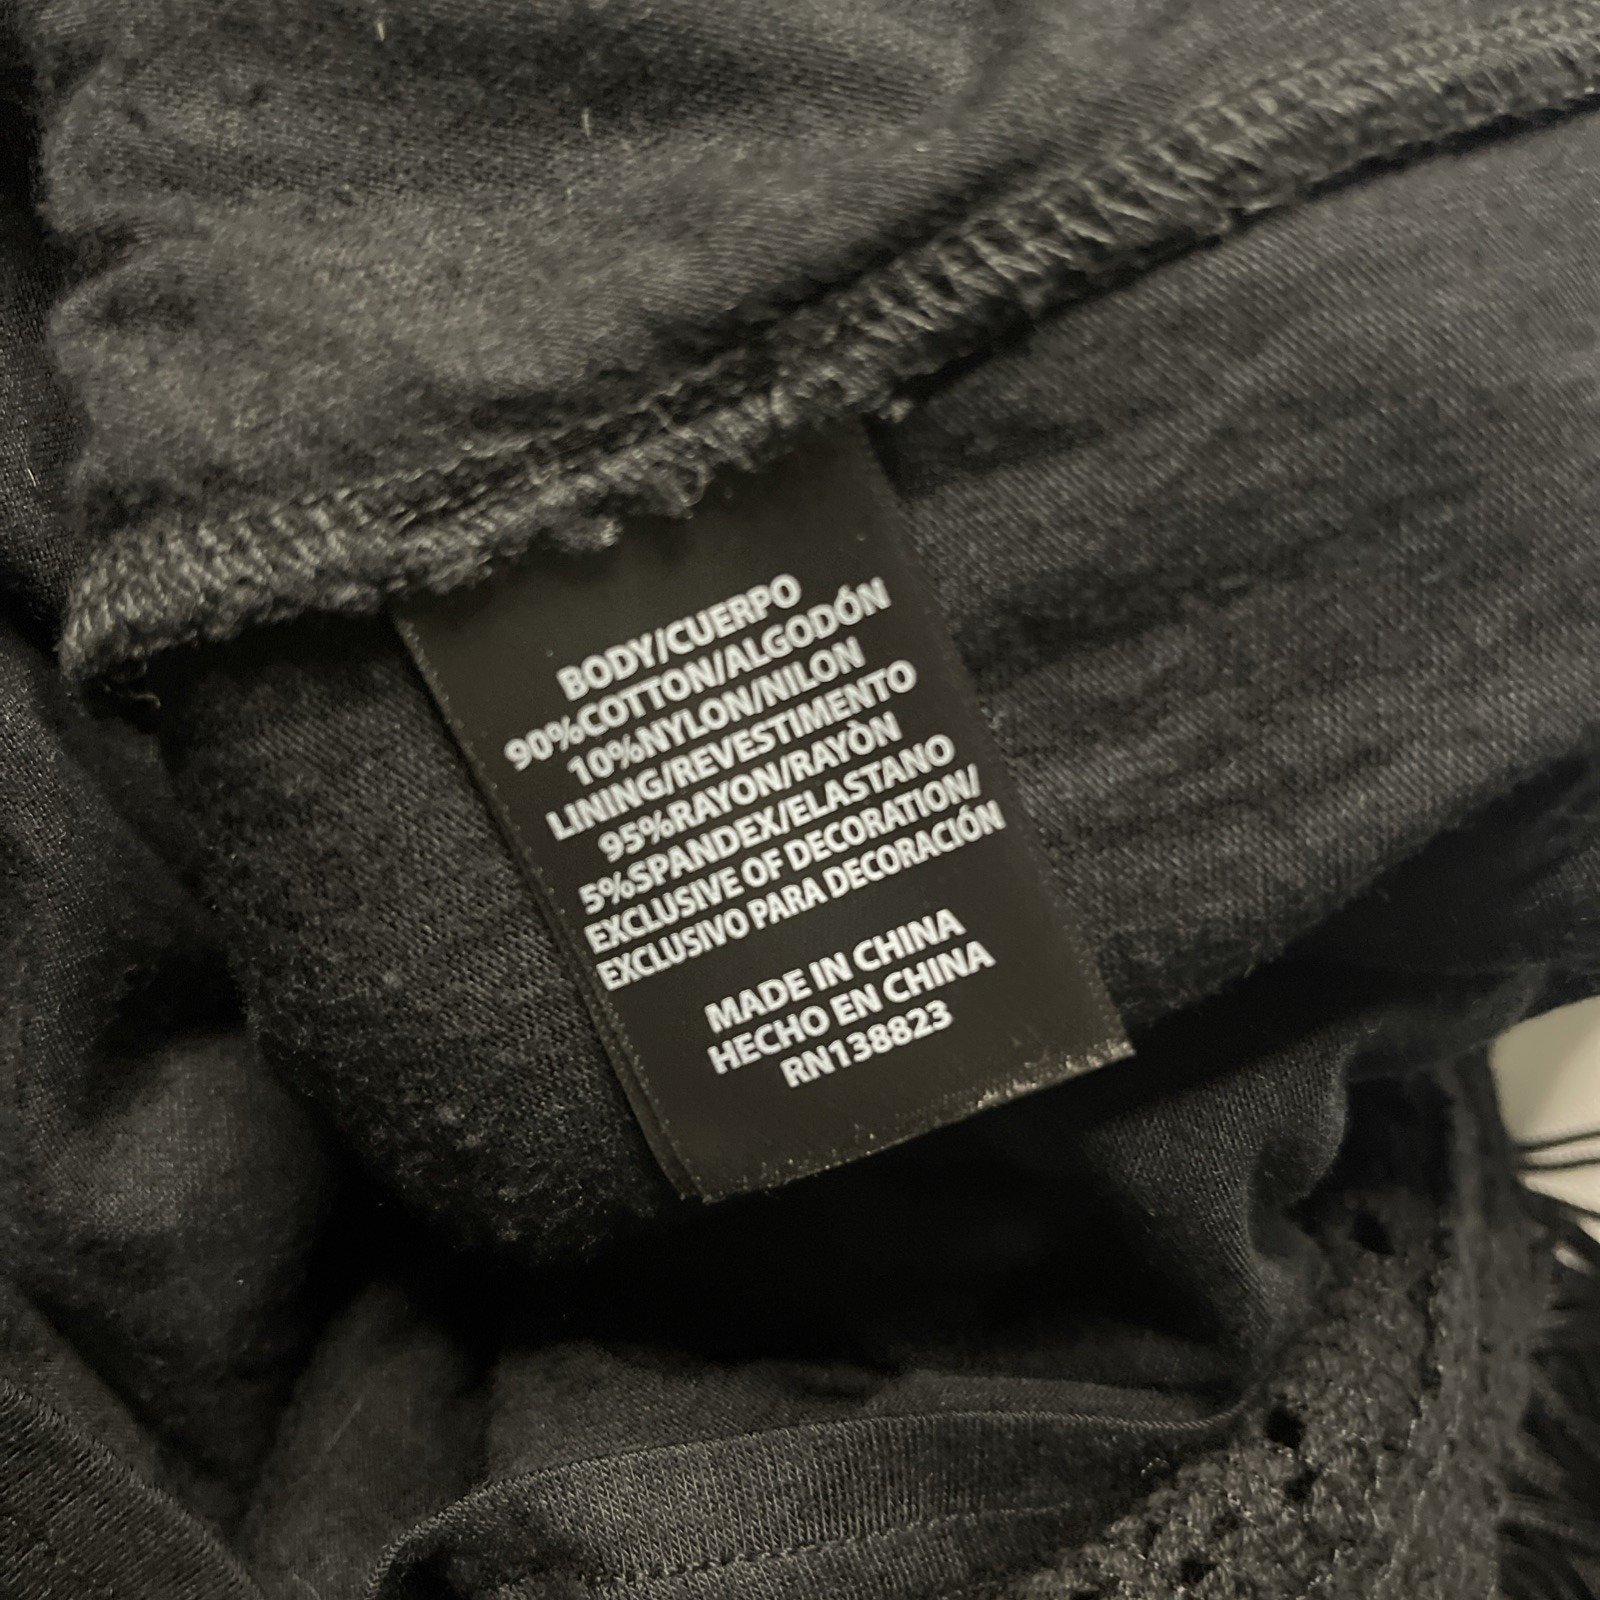 BODY/CUERPO
90%COTTON/ALGODÓN
10%NYLON/NILON
LINING/REVESTIMENTO
95%RAYON/RAYÒN
5%SPANDEX/ELASTANO
EXCLUSIVE OF DECORATION/
EXCLUSIVO PARA DECORACIÓN
MADE IN CHINA
HECHO EN CHINA
RN138823